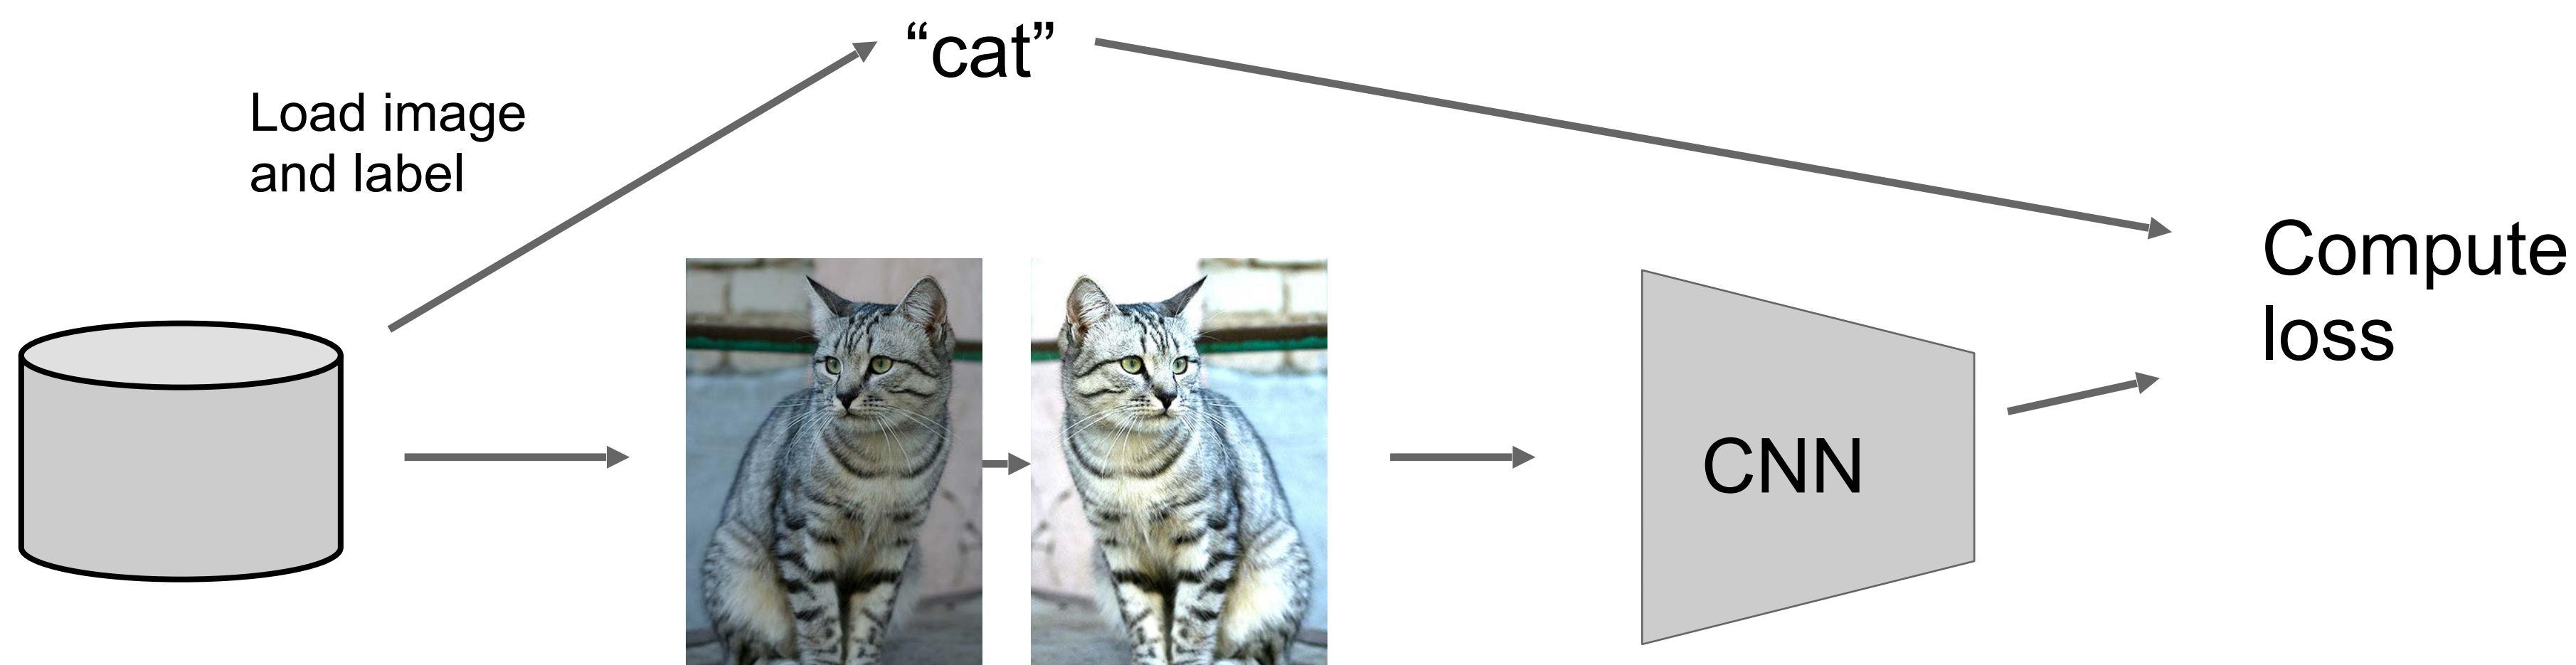 “cat”
Load image
and label
Compute
loss
CNN